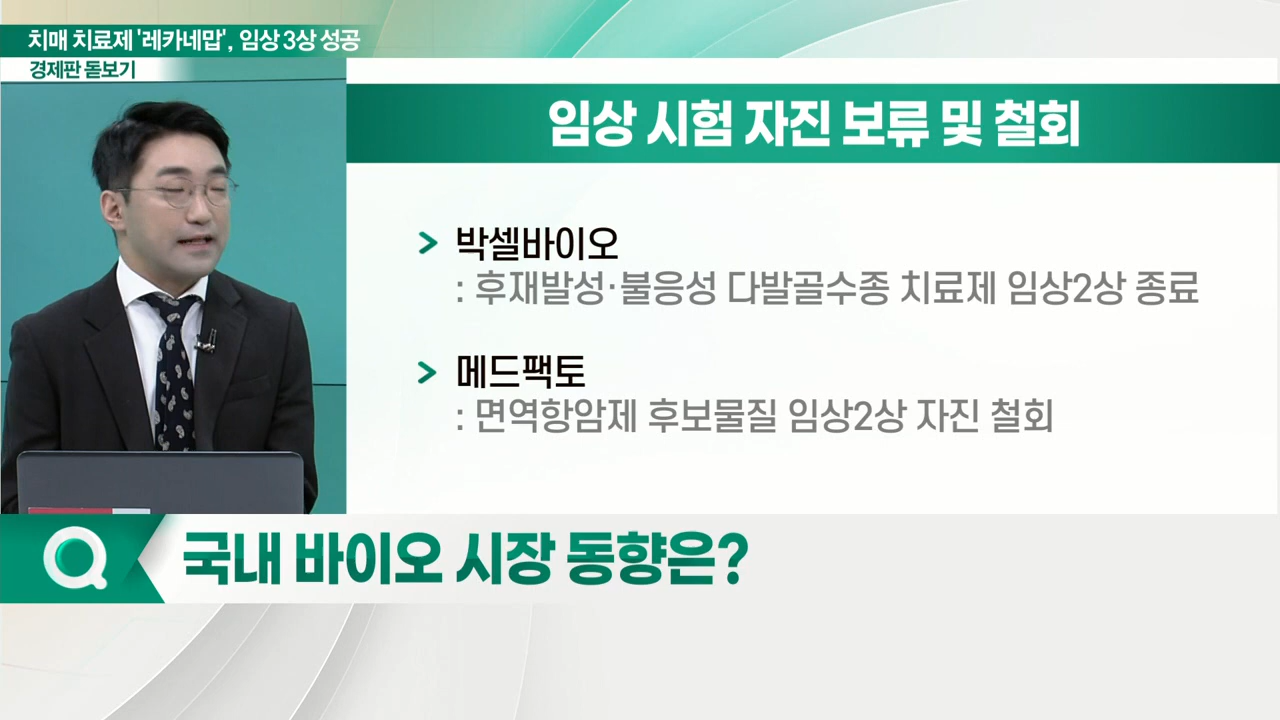 치매 치료제 '레카네맙', 임상 3상 성공
경제판 돋보기
임상 시험 자진 보류 및 철회
> 박셀바이오
: 후재발성·불응성 다발골수종 치료제 임상2상 종료
> 메드팩토
: 면역항암제 후보물질 임상2상 자진 철회
Q 국내 바이오 시장 동향은?